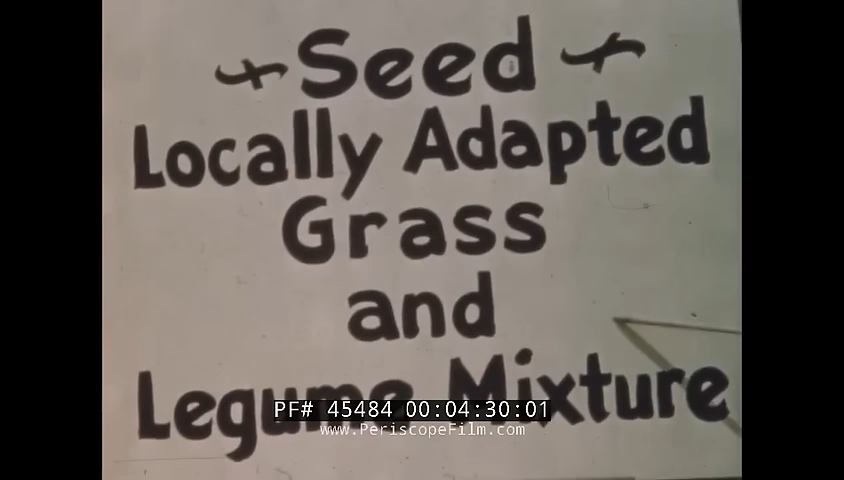 Seed
Locally Adapted
Grass
and
Legume Mixture
PF# 45484 00:04:30:01
www.PeriscopeFilm.com